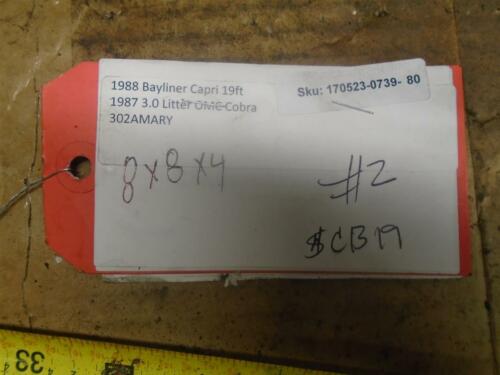 1988 Bayliner Capri 19ft
1987 3.0 Litter OMC Cobra
302AMARY
Sku: 170523-0739- 80
8x8x4
#2
$CB19
33